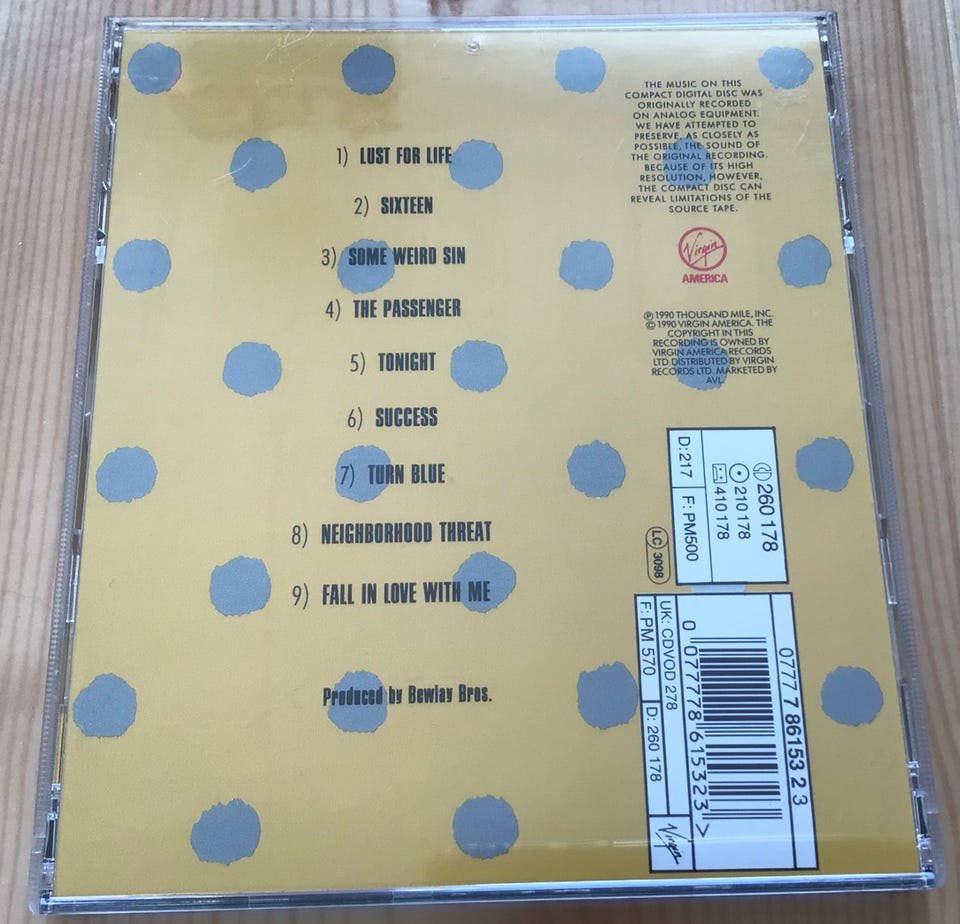 1) LUST FOR LIFE
2) SIXTEEN
3) SOME WEIRD SIN
4) THE PASSENGER
5) TONIGHT
6) SUCCESS
7) TURN BLUE
8) NEIGHBORHOOD THREAT
9) FALL IN LOVE WITH ME
Produced by Bewlay Bros.
THE MUSIC ON THIS
COMPACT DIGITAL DISC WAS
ORIGINALLY RECORDED
ON ANALOG EQUIPMENT.
WE HAVE ATTEMPTED TO
PRESERVE, AS CLOSELY AS
POSSIBLE, THE SOUND OF
THE ORIGINAL RECORDING.
BECAUSE OF ITS HIGH
RESOLUTION, HOWEVER,
THE COMPACT DISC CAN
REVEAL LIMITATIONS OF THE
SOURCE TAPE.
Virgin
AMERICA
℗ 1990 THOUSAND MILE, INC.
© 1990 VIRGIN AMERICA. THE
COPYRIGHT IN THIS
RECORDING IS OWNED BY
VIRGIN AMERICA RECORDS
LTD. DISTRIBUTED BY VIRGIN
RECORDS LTD. MARKETED BY
AVL.
260 178
210 178
410 178
D: 217
F: PM500
LC 3098
0777 7 86153 2 3
0 077778 615323 >
UK: CDVOD 278
F: PM 570
D: 260 178
Virgin